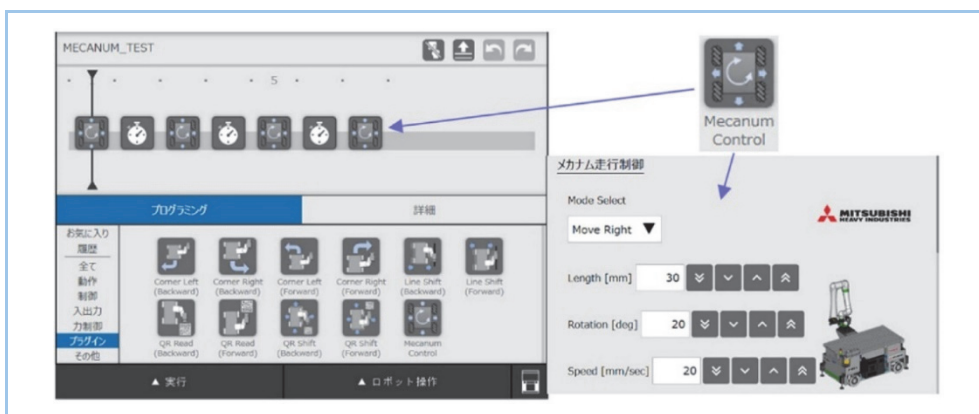 MECANUM_TEST
5
プログラミング
詳細
お気に入り
履歴
全て
動作
制御
入出力
力制御
プラグイン
その他
Corner Left
(Backward)
Corner Right
(Backward)
Corner Left
(Forward)
Corner Right
(Forward)
Line Shift
(Backward)
Line Shift
(Forward)
QR Read
(Backward)
QR Read
(Forward)
QR Shift
(Backward)
QR Shift
(Forward)
Mecanum
Control
▲ 実行
▲ ロボット操作
Mecanum
Control
メカナム走行制御
Mode Select
Move Right ▼
MITSUBISHI
HEAVY INDUSTRIES
Length [mm] 30
Rotation [deg] 20
Speed [mm/sec] 20